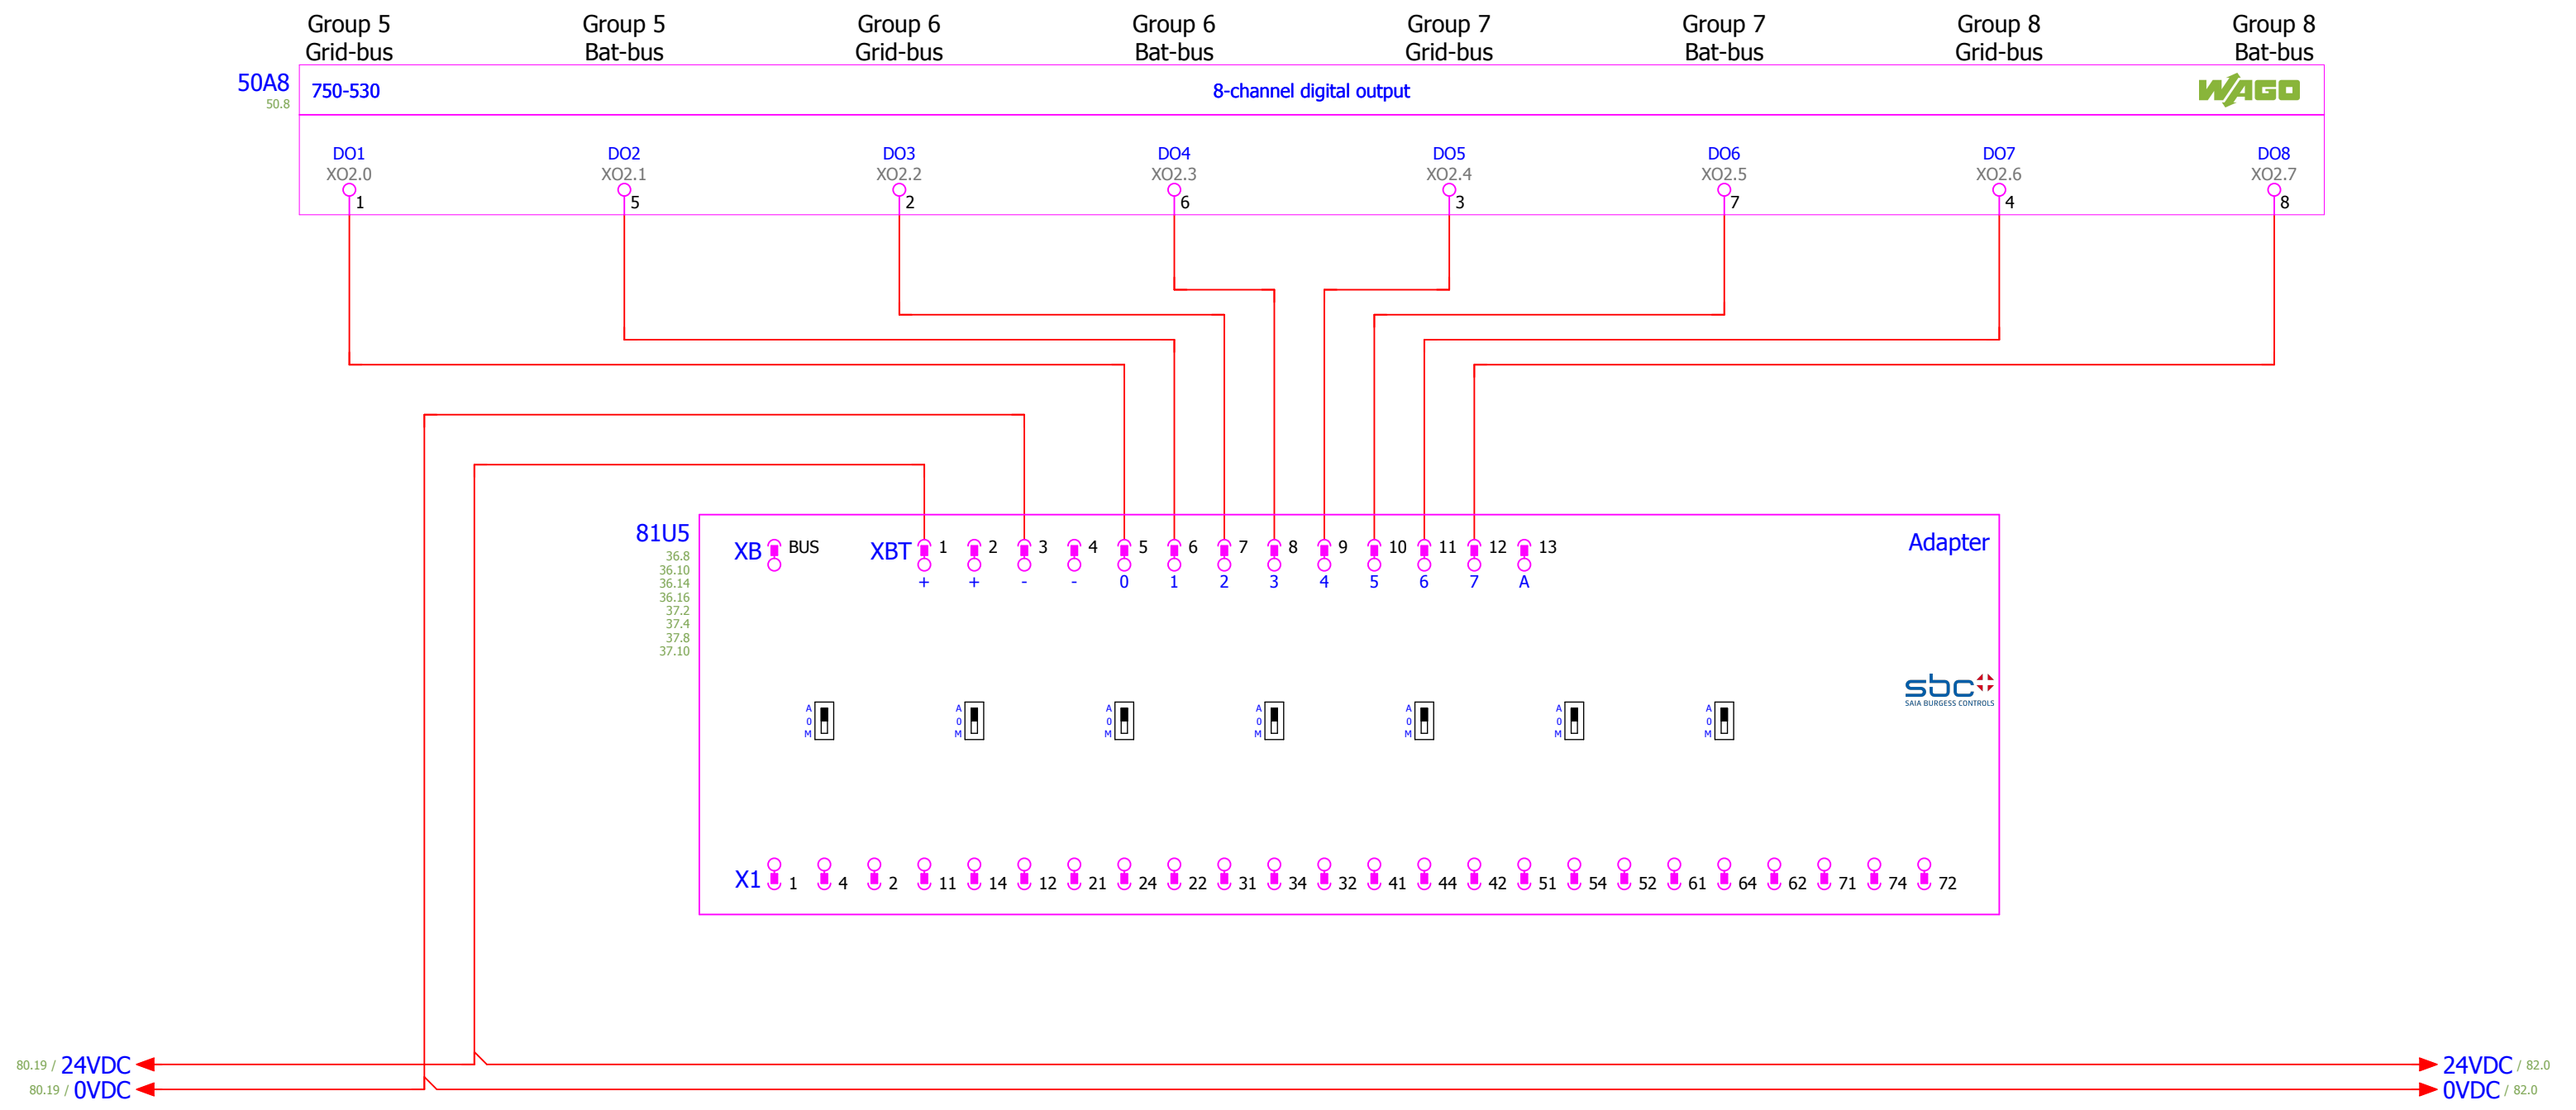 Group 5 Group 5 Group 6 Group 6 Group 7 Group 7 Group 8 Group 8
Grid-bus Bat-bus Grid-bus Bat-bus Grid-bus Bat-bus Grid-bus Bat-bus
50A8 750-530 8-channel digital output WAGO
50.8
DO1 DO2 DO3 DO4 DO5 DO6 DO7 DO8
XO2.0 XO2.1 XO2.2 XO2.3 XO2.4 XO2.5 XO2.6 XO2.7
1 5 2 6 3 7 4 8
81U5
36.8
36.10
36.14
36.16
37.2
37.4
37.8
37.10
Adapter
XB BUS XBT 1 2 3 4 5 6 7 8 9 10 11 12 13
+ + - - 0 1 2 3 4 5 6 7 A
sbc
SAIA BURGESS CONTROLS
A A A A A A A
0 0 0 0 0 0 0
M M M M M M M
X1 1 4 2 11 14 12 21 24 22 31 34 32 41 44 42 51 54 52 61 64 62 71 74 72
80.19 / 24VDC 24VDC / 82.0
80.19 / 0VDC 0VDC / 82.0